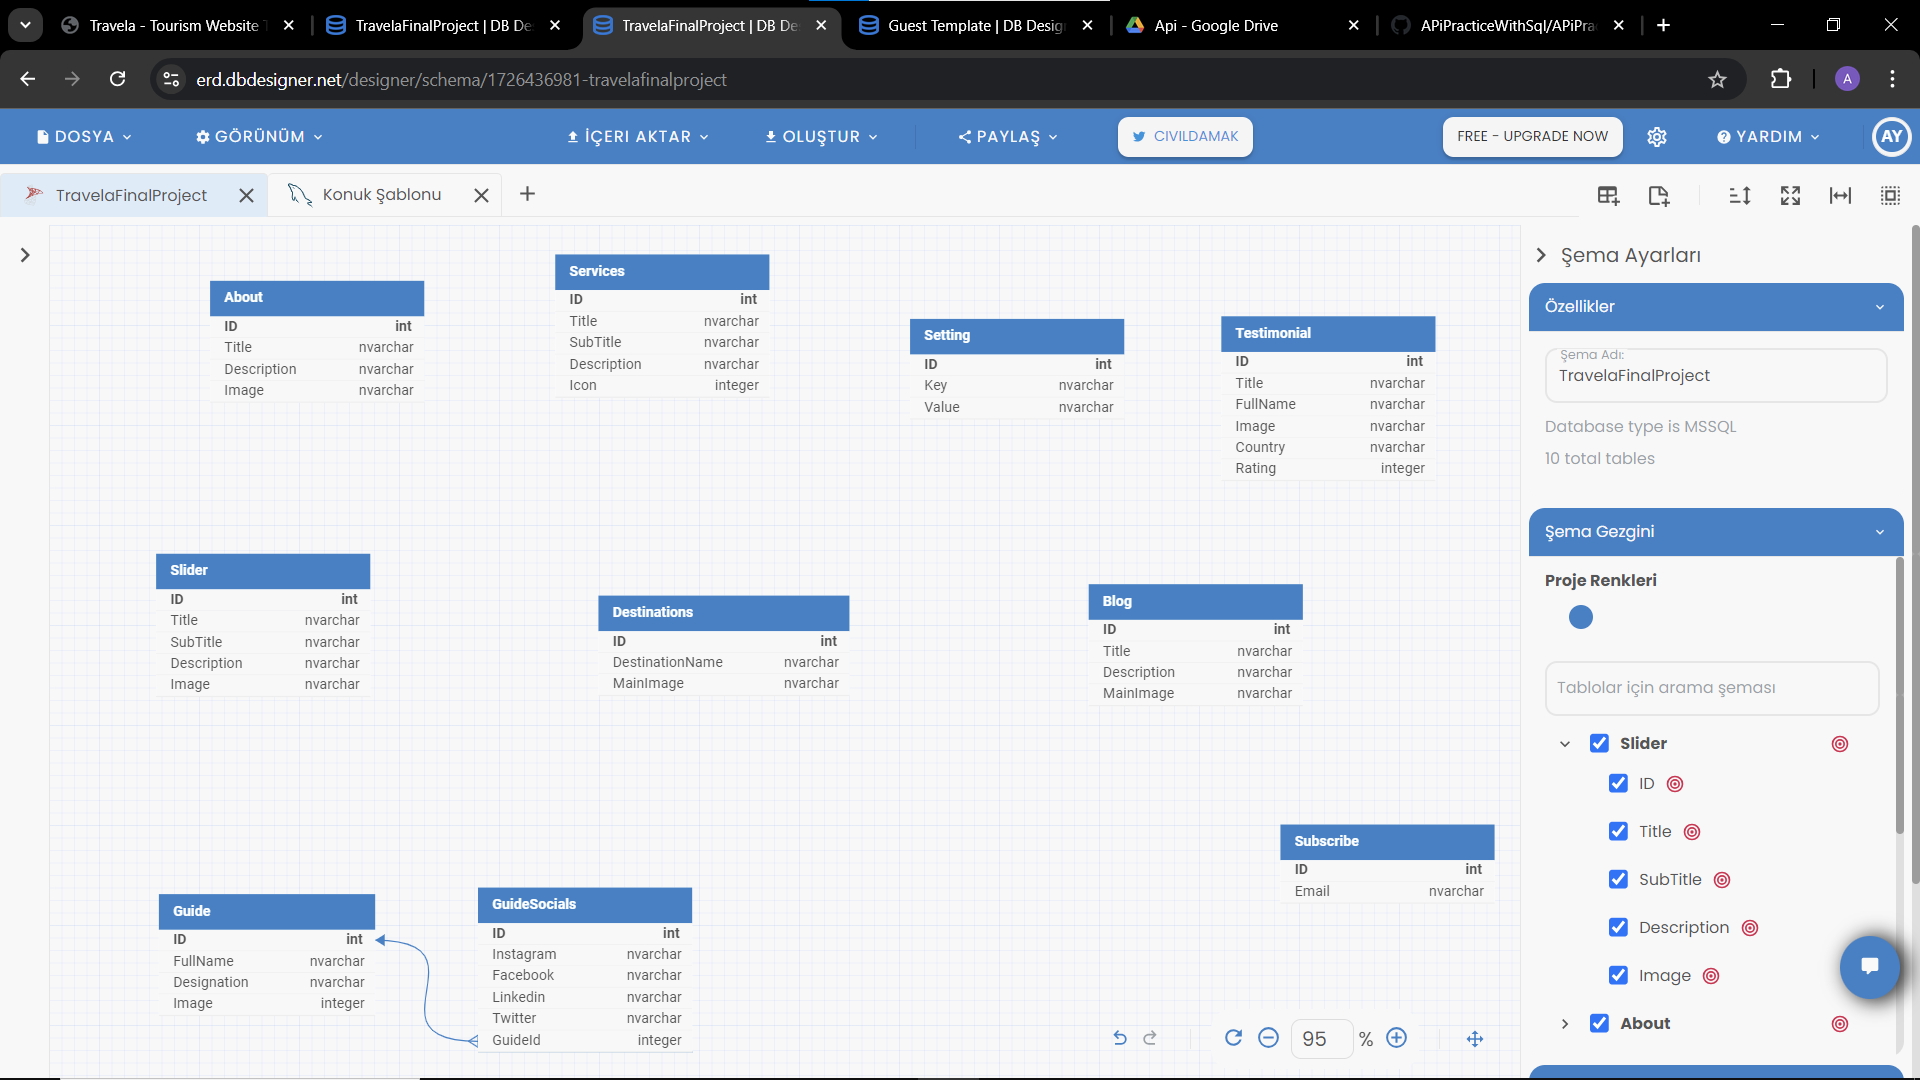 Travela - Tourism Website
TravelaFinalProject | DB De
TravelaFinalProject | DB De
Guest Template | DB Desig
Api - Google Drive
APiPracticeWithSql/APiPra
erd.dbdesigner.net/designer/schema/1726436981-travelafinalproject
A
DOSYA
GÖRÜNÜM
İÇERI AKTAR
OLUŞTUR
PAYLAŞ
CIVILDAMAK
FREE - UPGRADE NOW
YARDIM
AY
TravelaFinalProject
Konuk Şablonu
About
ID int
Title nvarchar
Description nvarchar
Image nvarchar
Services
ID int
Title nvarchar
SubTitle nvarchar
Description nvarchar
Icon integer
Setting
ID int
Key nvarchar
Value nvarchar
Testimonial
ID int
Title nvarchar
FullName nvarchar
Image nvarchar
Country nvarchar
Rating integer
Slider
ID int
Title nvarchar
SubTitle nvarchar
Description nvarchar
Image nvarchar
Destinations
ID int
DestinationName nvarchar
MainImage nvarchar
Blog
ID int
Title nvarchar
Description nvarchar
MainImage nvarchar
Subscribe
ID int
Email nvarchar
Guide
ID int
FullName nvarchar
Designation nvarchar
Image integer
GuideSocials
ID int
Instagram nvarchar
Facebook nvarchar
Linkedin nvarchar
Twitter nvarchar
GuideId integer
95 %
Şema Ayarları
Özellikler
Şema Adı:
TravelaFinalProject
Database type is MSSQL
10 total tables
Şema Gezgini
Proje Renkleri
Tablolar için arama şeması
Slider
ID
Title
SubTitle
Description
Image
About